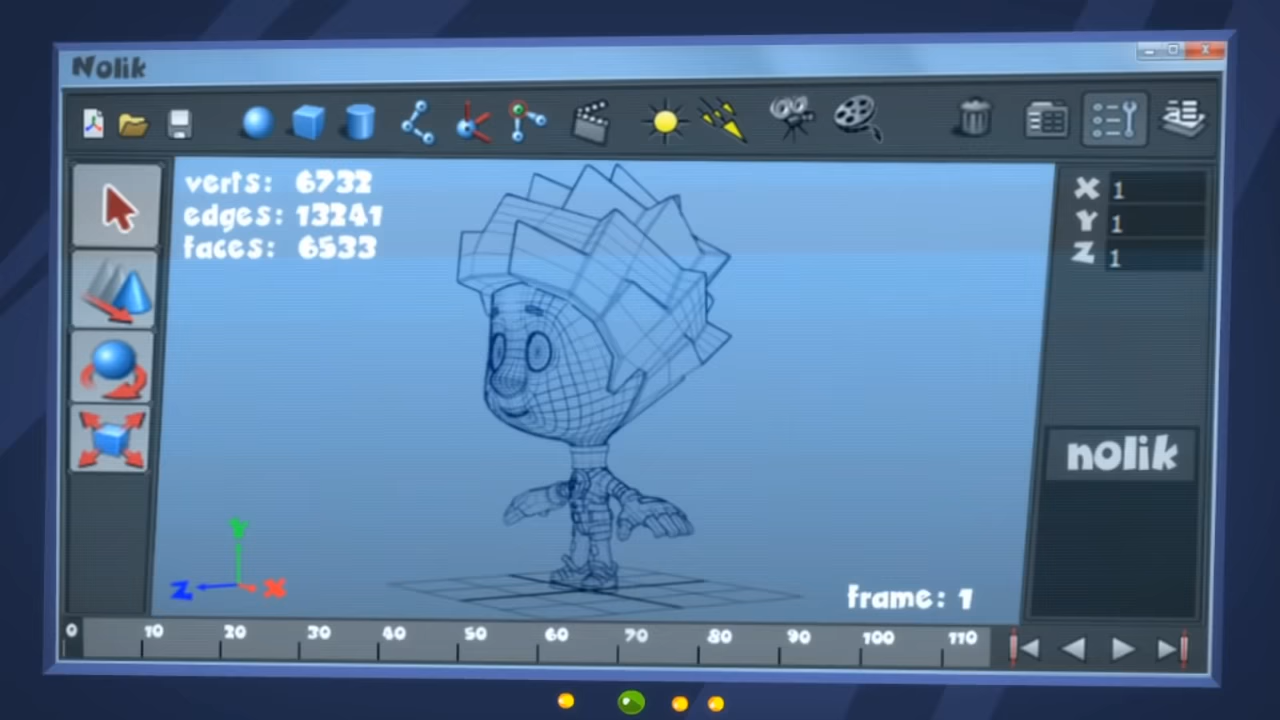 Nolik
verts: 6732
edges: 13241
faces: 6533
X 1
Y 1
Z 1
nolik
Y
Z X
frame: 1
0 10 20 30 40 50 60 70 80 90 100 110